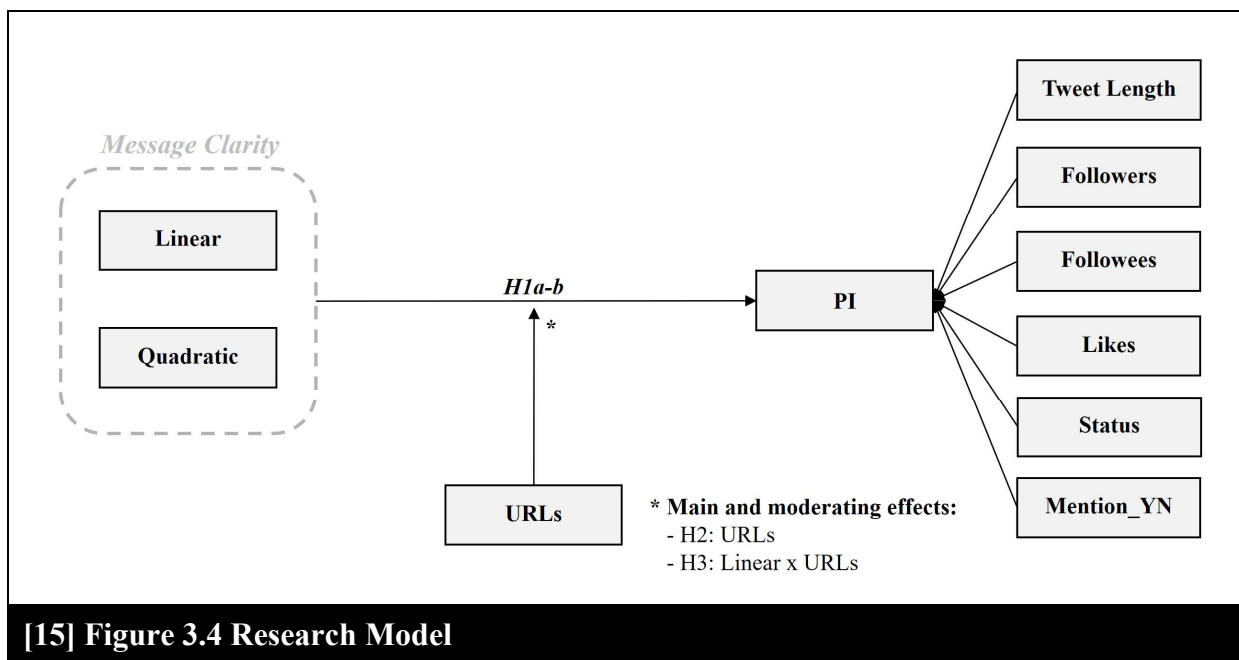 Message Clarity
Linear
Quadratic
H1a-b
*
URLs
PI
* Main and moderating effects:
- H2: URLs
- H3: Linear x URLs
Tweet Length
Followers
Followees
Likes
Status
Mention_YN
[15] Figure 3.4 Research Model